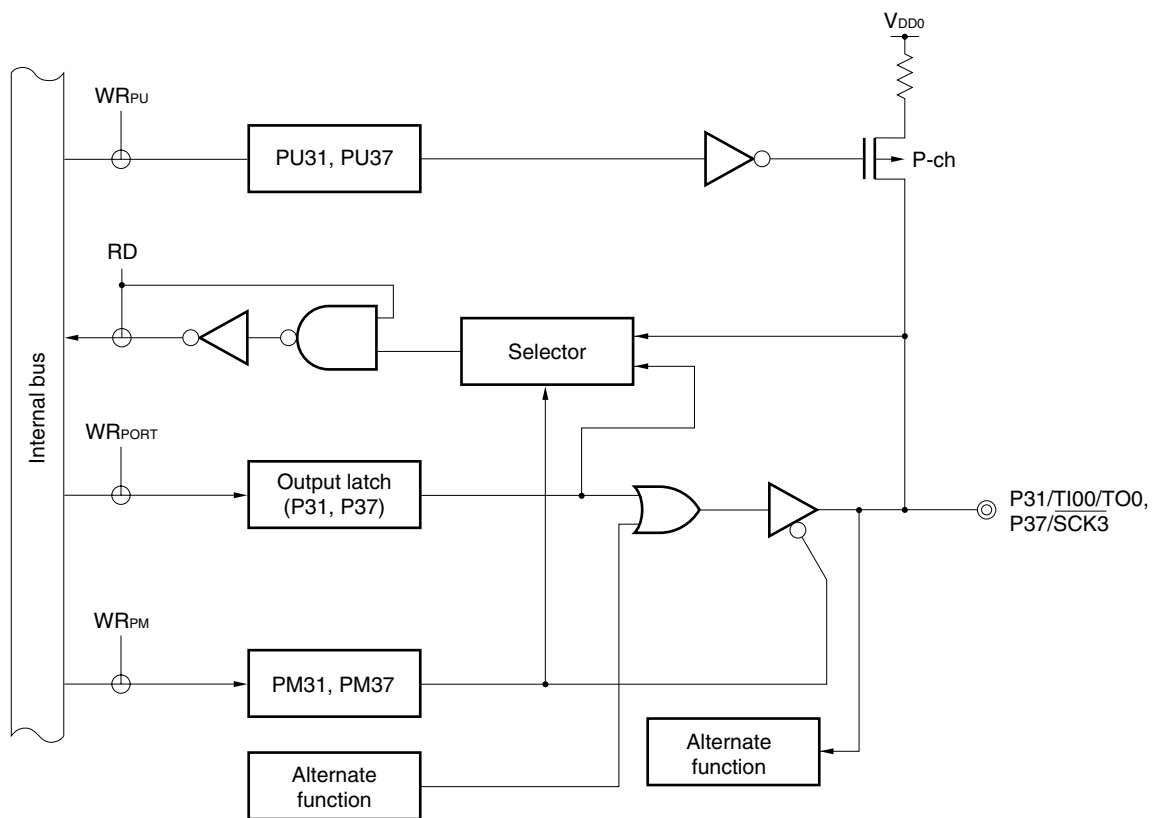 VDD0
WRPU
PU31, PU37
P-ch
RD
Selector
Internal bus
WRPORT
Output latch
(P31, P37)
P31/TI00/TO0,
P37/S̅C̅K̅3̅
WRPM
PM31, PM37
Alternate
function
Alternate
function